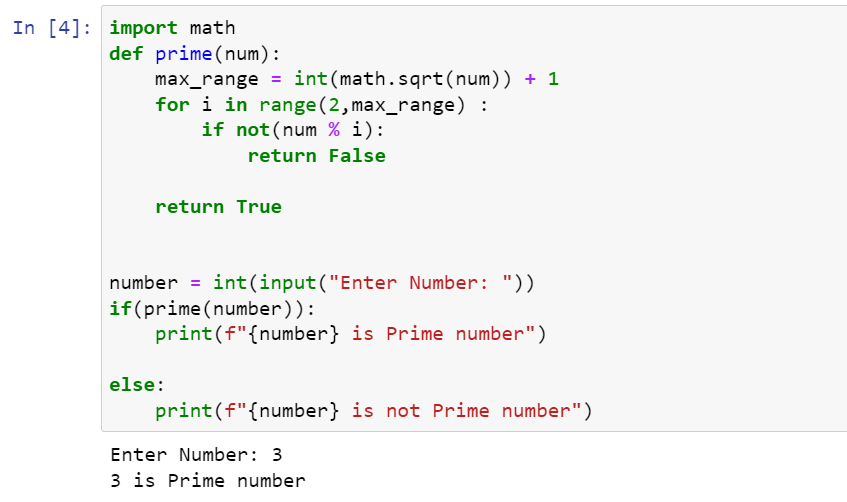 In [4]: import math
def prime(num):
    max_range = int(math.sqrt(num)) + 1
    for i in range(2,max_range) :
        if not(num % i):
            return False
    return True
number = int(input("Enter Number: "))
if(prime(number)):
    print(f"{number} is Prime number")
else:
    print(f"{number} is not Prime number")
Enter Number: 3
3 is Prime number